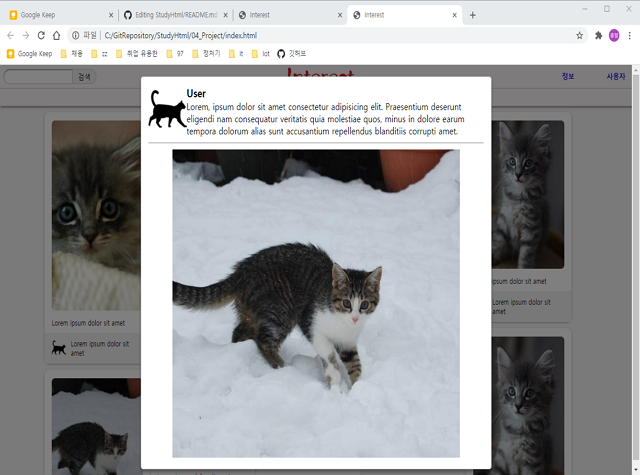 Google Keep
Editing StudyHtml/README.md
Interest
Interest
파일 | C:/GitRepository/StudyHtml/04_Project/index.html
Google Keep 채용 zz 취업 유용한 97 정처기 it Iot 깃허브
검색
Interest
정보 사용자
User
Lorem, ipsum dolor sit amet consectetur adipisicing elit. Praesentium deserunt
eligendi nam consequatur veritatis quia molestiae quos, minus in dolore earum
tempora dolorum alias sunt accusantium repellendus blanditiis corrupti amet.
Lorem ipsum dolor sit amet
Lorem ipsum dolor sit
amet
sum dolor sit amet
Lorem ipsum dolor sit
amet